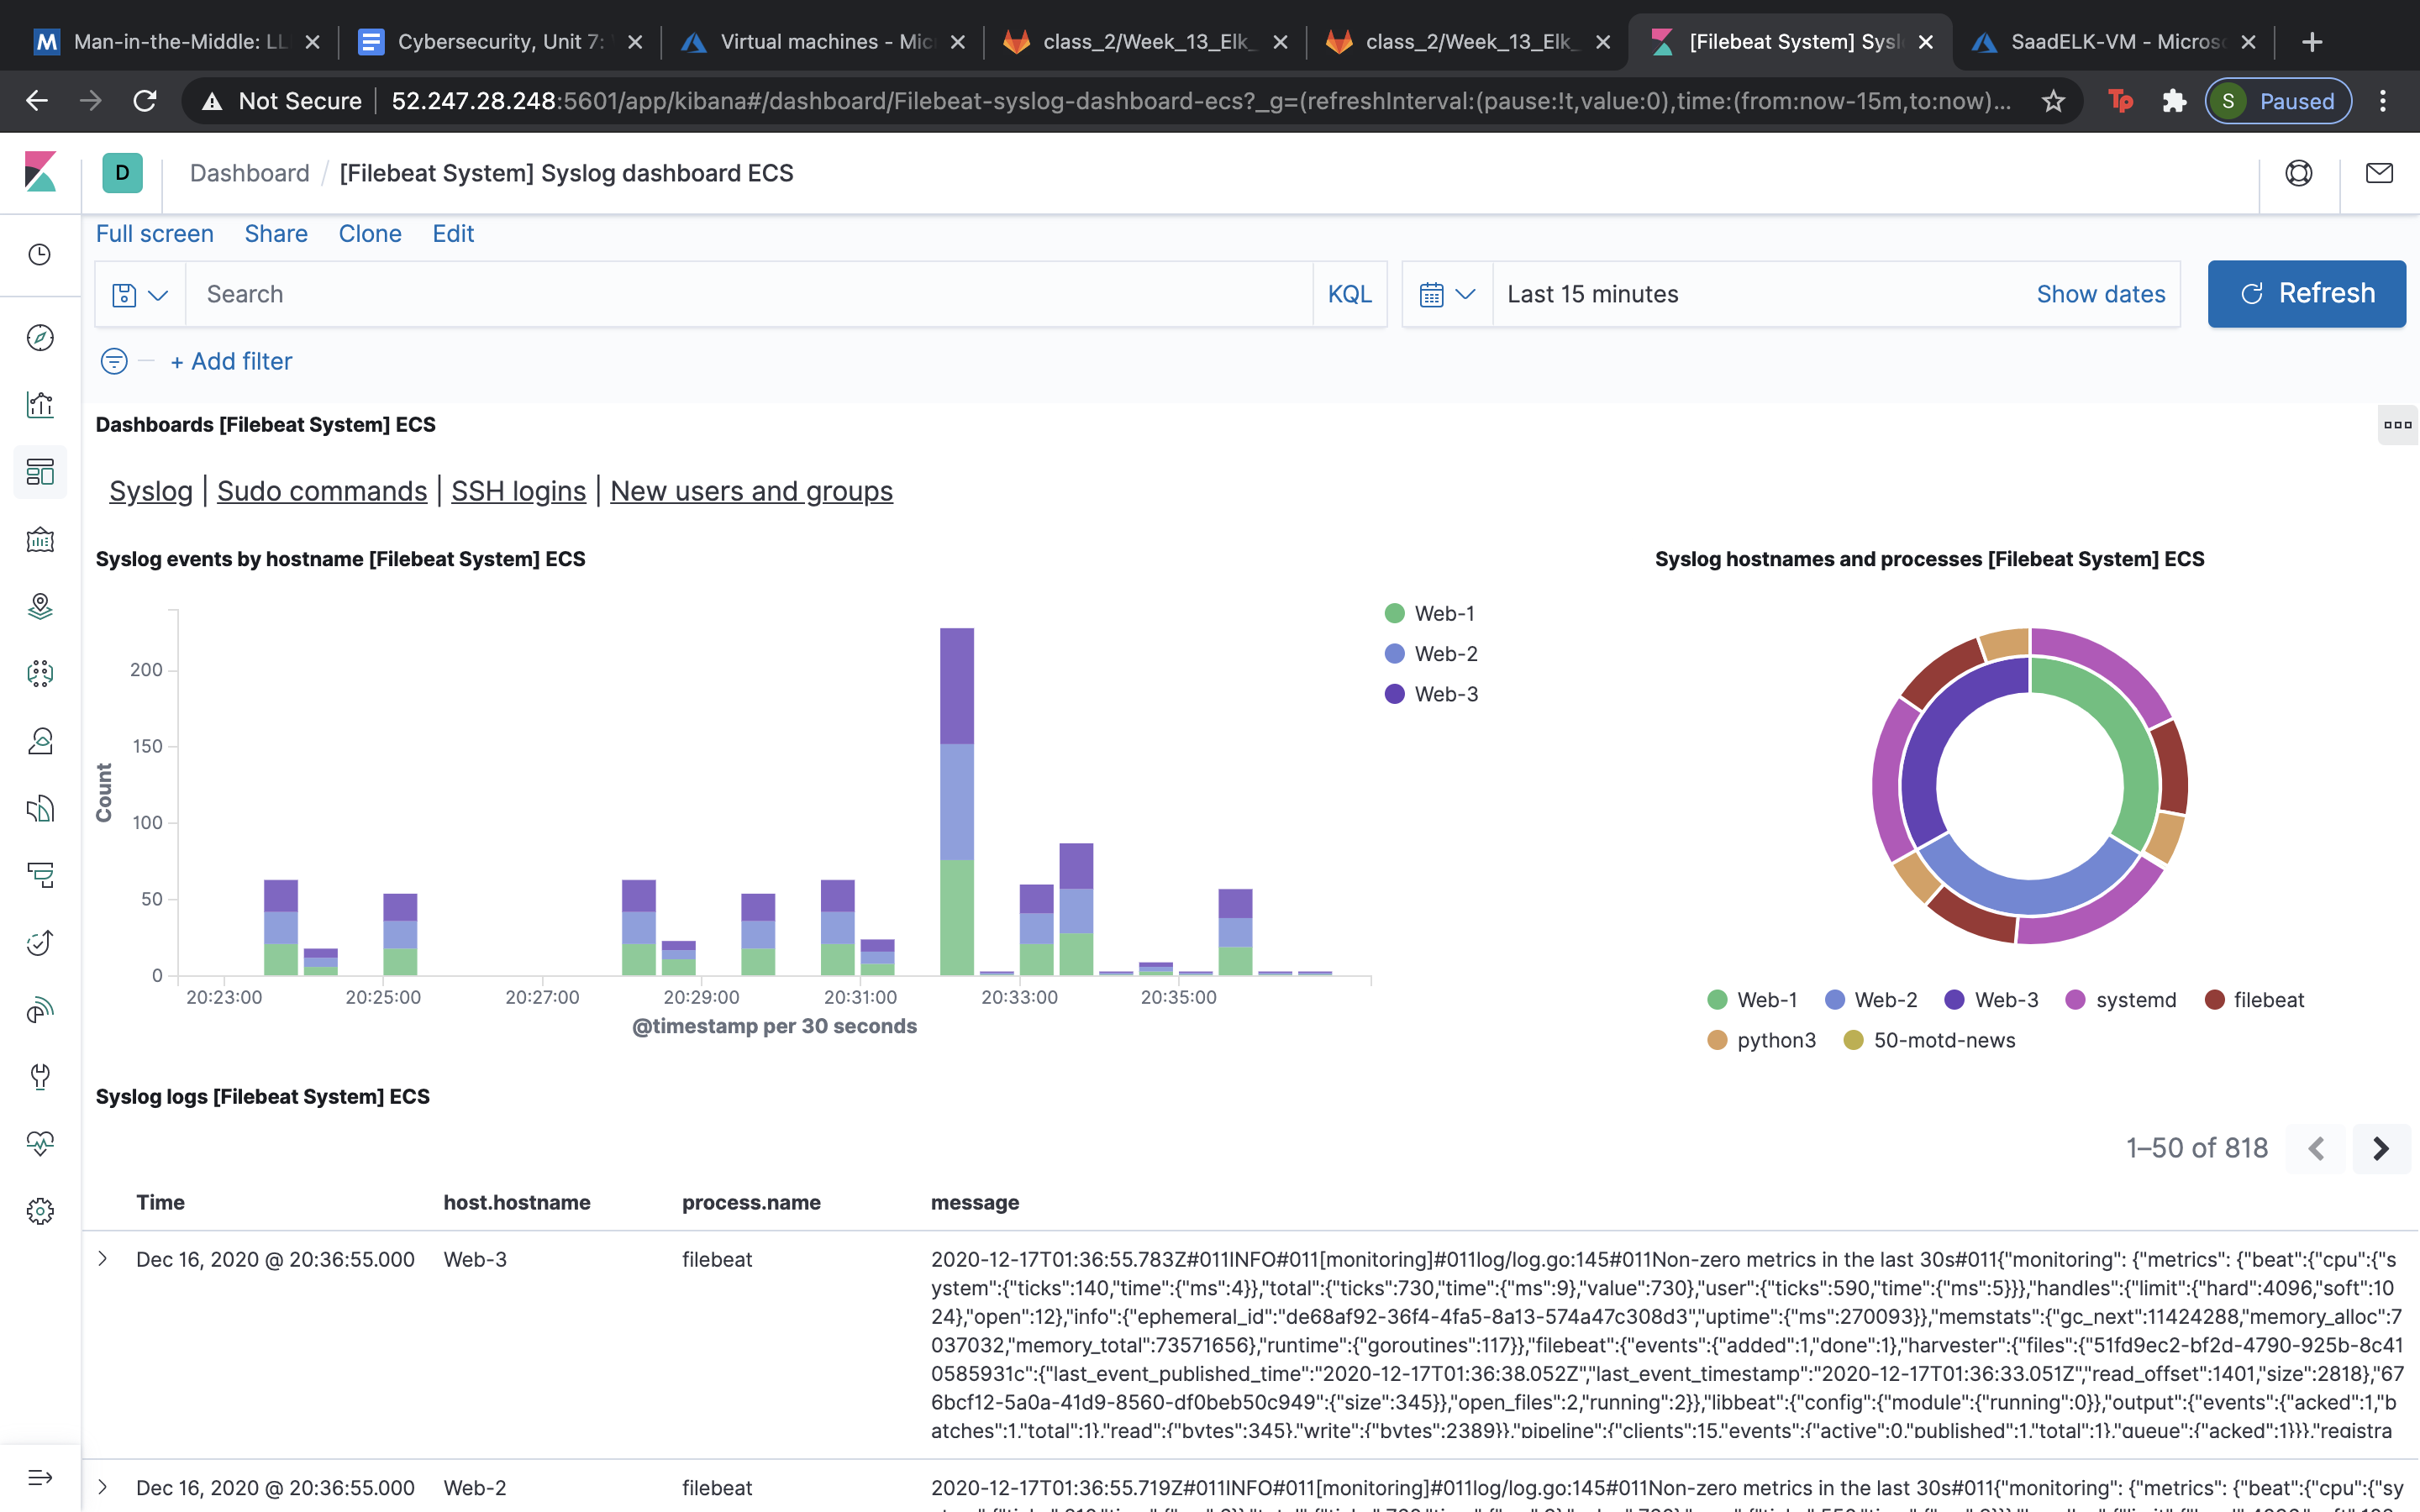 Man-in-the-Middle: LL
Cybersecurity, Unit 7:
Virtual machines - Mic
class_2/Week_13_Elk_
class_2/Week_13_Elk_
[Filebeat System] Sysl
SaadELK-VM - Micros
Not Secure
52.247.28.248:5601/app/kibana#/dashboard/Filebeat-syslog-dashboard-ecs?_g=(refreshInterval:(pause:!t,value:0),time:(from:now-15m,to:now)...
Tp
S Paused
D
Dashboard / [Filebeat System] Syslog dashboard ECS
Full screen Share Clone Edit
Search
KQL
Last 15 minutes
Show dates
Refresh
+ Add filter
Dashboards [Filebeat System] ECS
Syslog | Sudo commands | SSH logins | New users and groups
Syslog events by hostname [Filebeat System] ECS
200
150
100
50
0
Count
20:23:00 20:25:00 20:27:00 20:29:00 20:31:00 20:33:00 20:35:00
@timestamp per 30 seconds
Web-1
Web-2
Web-3
Syslog hostnames and processes [Filebeat System] ECS
Web-1 Web-2 Web-3 systemd filebeat
python3 50-motd-news
Syslog logs [Filebeat System] ECS
1–50 of 818
Time host.hostname process.name message
Dec 16, 2020 @ 20:36:55.000 Web-3 filebeat
2020-12-17T01:36:55.783Z#011INFO#011[monitoring]#011log/log.go:145#011Non-zero metrics in the last 30s#011{"monitoring": {"metrics": {"beat":{"cpu":{"s
ystem":{"ticks":140,"time":{"ms":4}},"total":{"ticks":730,"time":{"ms":9},"value":730},"user":{"ticks":590,"time":{"ms":5}}},"handles":{"limit":{"hard":4096,"soft":10
24},"open":12},"info":{"ephemeral_id":"de68af92-36f4-4fa5-8a13-574a47c308d3","uptime":{"ms":270093}},"memstats":{"gc_next":11424288,"memory_alloc":7
037032,"memory_total":73571656},"runtime":{"goroutines":117}},"filebeat":{"events":{"added":1,"done":1},"harvester":{"files":{"51fd9ec2-bf2d-4790-925b-8c41
0585931c":{"last_event_published_time":"2020-12-17T01:36:38.052Z","last_event_timestamp":"2020-12-17T01:36:33.051Z","read_offset":1401,"size":2818},"67
6bcf12-5a0a-41d9-8560-df0beb50c949":{"size":345}},"open_files":2,"running":2}},"libbeat":{"config":{"module":{"running":0}},"output":{"events":{"acked":1,"b
atches":1,"total":1},"read":{"bytes":345},"write":{"bytes":2389}},"pipeline":{"clients":15,"events":{"active":0,"published":1,"total":1},"queue":{"acked":1}}},"registra
Dec 16, 2020 @ 20:36:55.000 Web-2 filebeat
2020-12-17T01:36:55.719Z#011INFO#011[monitoring]#011log/log.go:145#011Non-zero metrics in the last 30s#011{"monitoring": {"metrics": {"beat":{"cpu":{"sy